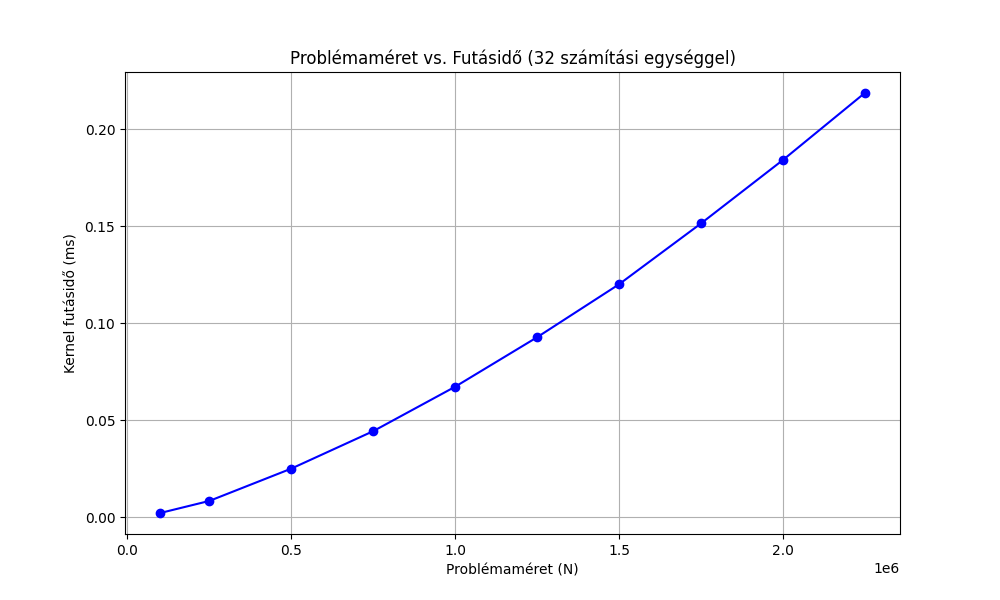 Problémaméret vs. Futásidő (32 számítási egységgel)
Kernel futásidő (ms)
0.20
0.15
0.10
0.05
0.00
0.0
0.5
1.0
1.5
2.0
1e6
Problémaméret (N)